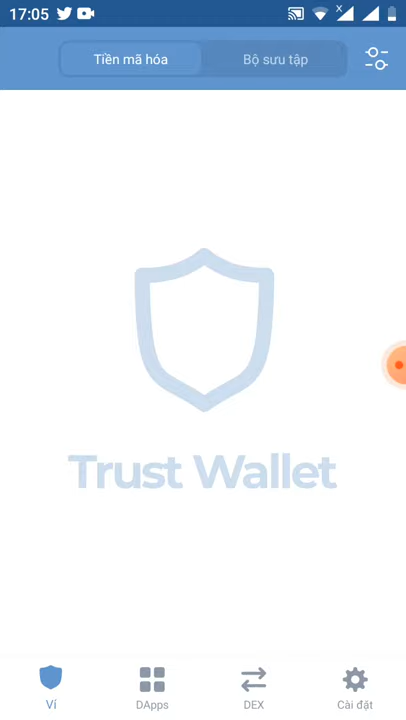 17:05
Tiền mã hóa
Bộ sưu tập
Trust Wallet
Ví
DApps
DEX
Cài đặt